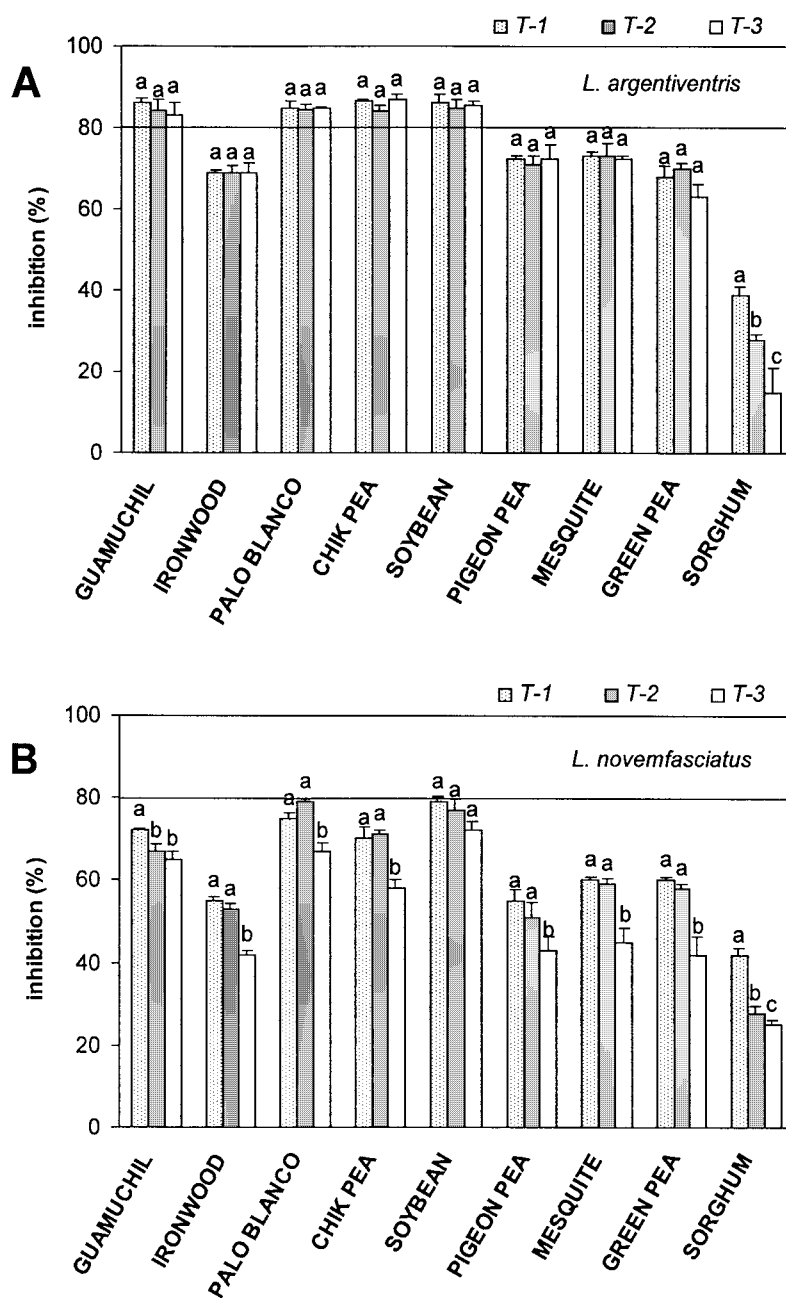 T-1 T-2 T-3
A
L. argentiventris
100
80
60
40
20
0
inhibition (%)
a a a
a a a
a a a
a a a
a a a
a a a
a a a
a a a
a b c
GUAMUCHIL
IRONWOOD
PALO BLANCO
CHIK PEA
SOYBEAN
PIGEON PEA
MESQUITE
GREEN PEA
SORGHUM
T-1 T-2 T-3
B
L. novemfasciatus
100
80
60
40
20
0
inhibition (%)
a b b
a a b
a a b
a a b
a a a
a a b
a a b
a a b
a b c
GUAMUCHIL
IRONWOOD
PALO BLANCO
CHIK PEA
SOYBEAN
PIGEON PEA
MESQUITE
GREEN PEA
SORGHUM